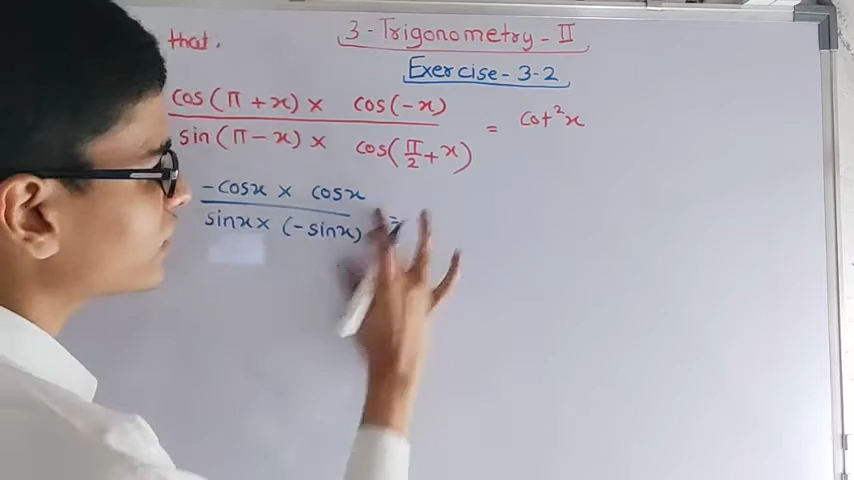 3 - Trigonometry - II
that.
Exercise - 3-2
cos(π + x) × cos(-x)
sin(π - x) × cos(π/2 + x) = cot²x
-cosx × cosx
sinx × (-sinx) =